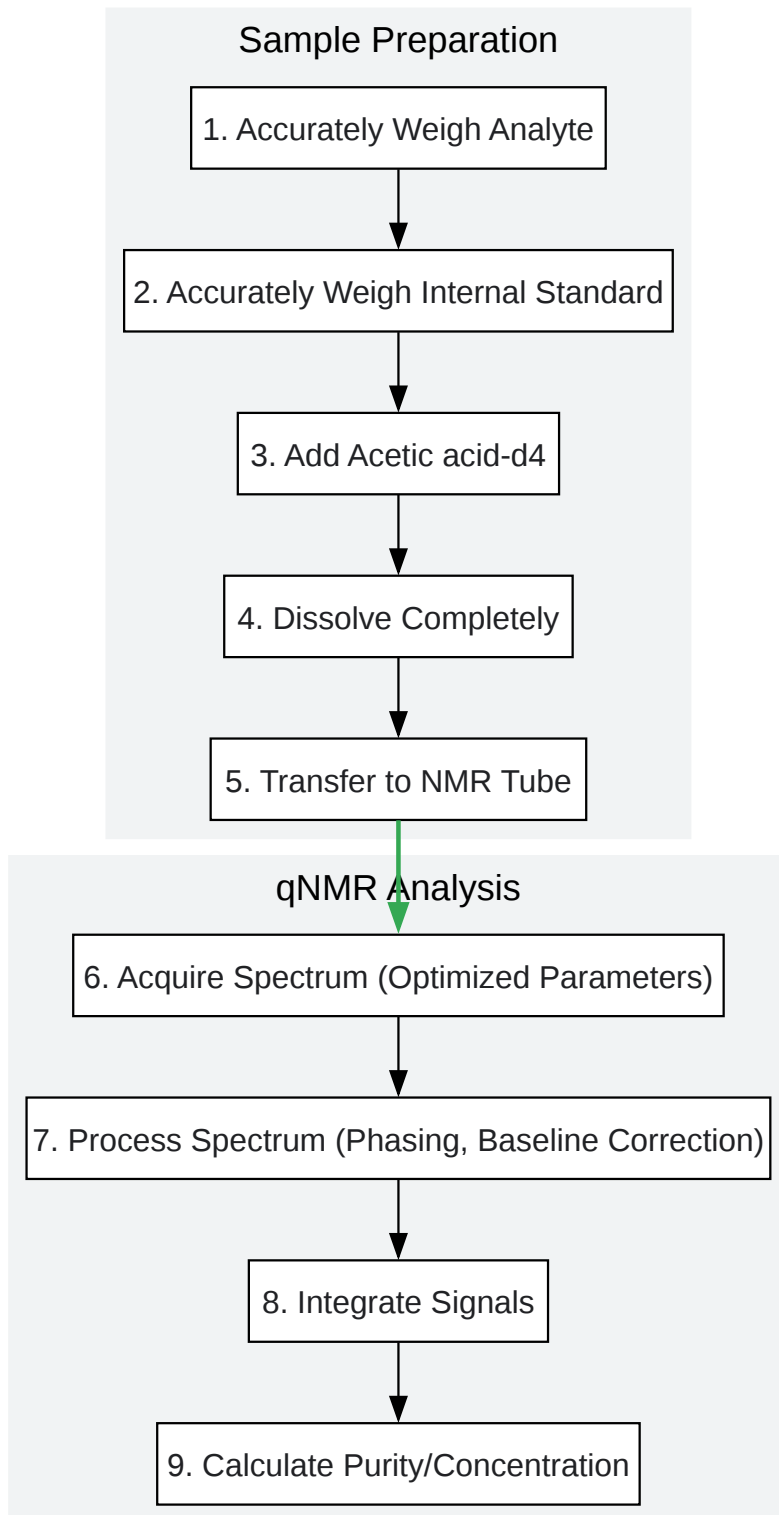 Sample Preparation
1. Accurately Weigh Analyte
2. Accurately Weigh Internal Standard
3. Add Acetic acid-d4
4. Dissolve Completely
5. Transfer to NMR Tube
qNMR Analysis
6. Acquire Spectrum (Optimized Parameters)
7. Process Spectrum (Phasing, Baseline Correction)
8. Integrate Signals
9. Calculate Purity/Concentration